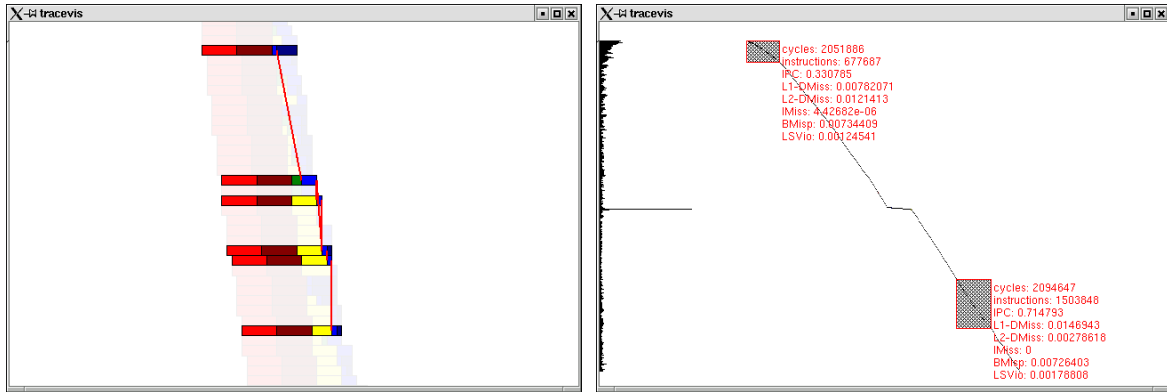 tracevis
tracevis
cycles: 2051886
instructions: 677687
IPC: 0.330785
L1-DMiss: 0.00782071
L2-DMiss: 0.0121413
IMiss: 4.42682e-06
BMisp: 0.00734409
LSVio: 0.00124541
cycles: 2094647
instructions: 1503848
IPC: 0.714793
L1-DMiss: 0.0146943
L2-DMiss: 0.00278618
IMiss: 0
BMisp: 0.00726403
LSVio: 0.00178808